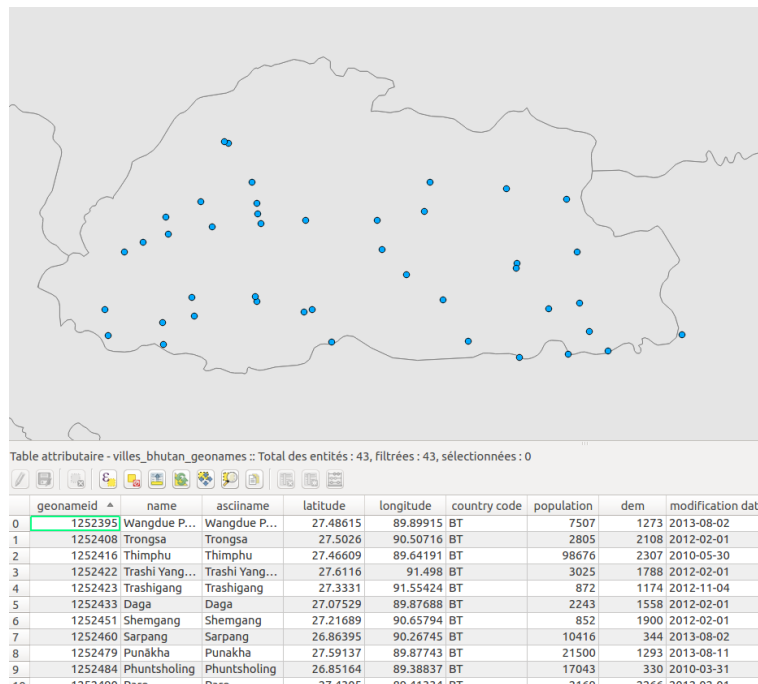 Table attributaire - villes_bhutan_geonames :: Total des entités : 43, filtrées : 43, sélectionnées : 0
geonameid name asciiname latitude longitude country code population dem modification dat
0 1252395 Wangdue P... Wangdue P... 27.48615 89.89915 BT 7507 1273 2013-08-02
1 1252408 Trongsa Trongsa 27.5026 90.50716 BT 2805 2108 2012-02-01
2 1252416 Thimphu Thimphu 27.46609 89.64191 BT 98676 2307 2010-05-30
3 1252422 Trashi Yang... Trashi Yang... 27.6116 91.498 BT 3025 1788 2012-02-01
4 1252423 Trashigang Trashigang 27.3331 91.55424 BT 872 1174 2012-11-04
5 1252433 Daga Daga 27.07529 89.87688 BT 2243 1558 2012-02-01
6 1252451 Shemgang Shemgang 27.21689 90.65794 BT 852 1900 2012-02-01
7 1252460 Sarpang Sarpang 26.86395 90.26745 BT 10416 344 2013-08-02
8 1252479 Punākha Punakha 27.59137 89.87743 BT 21500 1293 2013-08-11
9 1252484 Phuntsholing Phuntsholing 26.85164 89.38837 BT 17043 330 2010-03-31